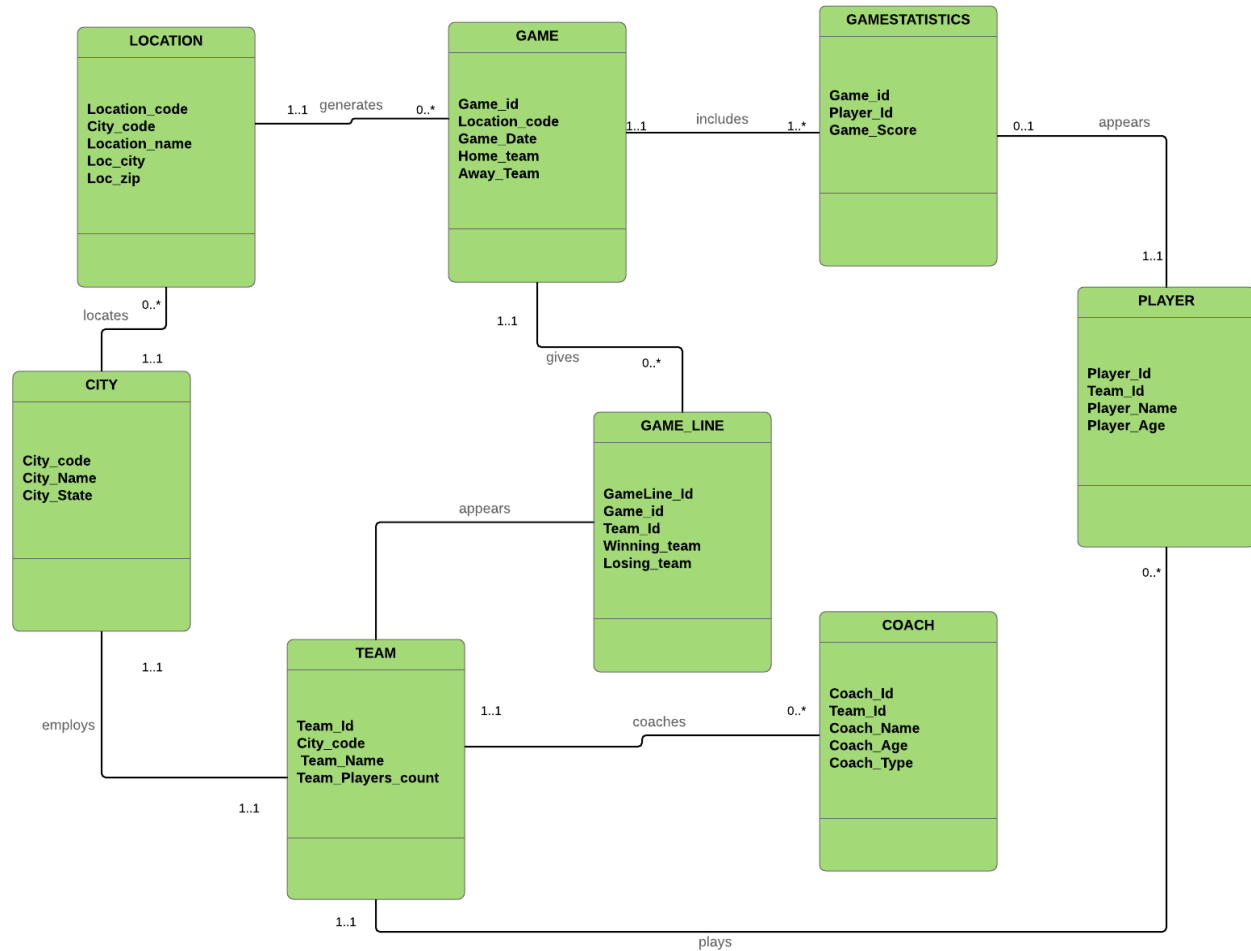 LOCATION
Location_code
City_code
Location_name
Loc_city
Loc_zip
1..1
generates
0..*
GAME
Game_id
Location_code
Game_Date
Home_team
Away_Team
1..1
includes
1..*
GAMESTATISTICS
Game_id
Player_Id
Game_Score
0..1
appears
1..1
PLAYER
Player_Id
Team_Id
Player_Name
Player_Age
0..*
0..*
locates
1..1
CITY
City_code
City_Name
City_State
1..1
employs
1..1
1..1
gives
0..*
GAME_LINE
GameLine_Id
Game_id
Team_Id
Winning_team
Losing_team
appears
TEAM
Team_Id
City_code
Team_Name
Team_Players_count
1..1
coaches
0..*
COACH
Coach_Id
Team_Id
Coach_Name
Coach_Age
Coach_Type
1..1
plays